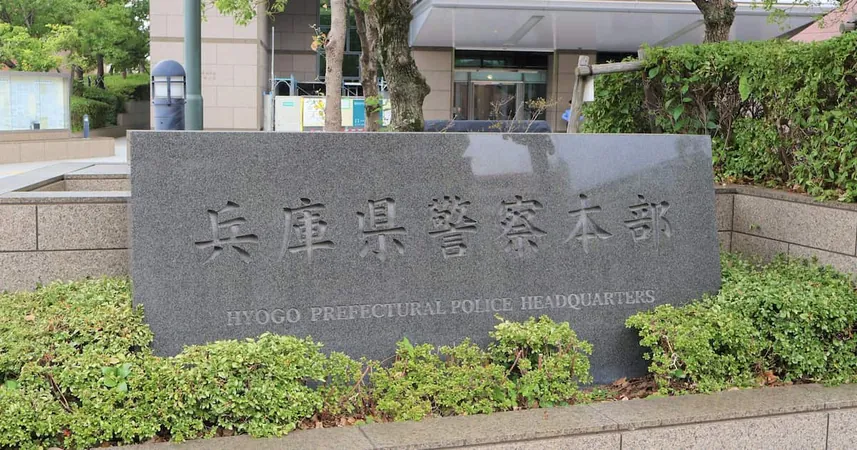 兵庫県警察本部
HYOGO PREFECTURAL POLICE HEADQUARTERS